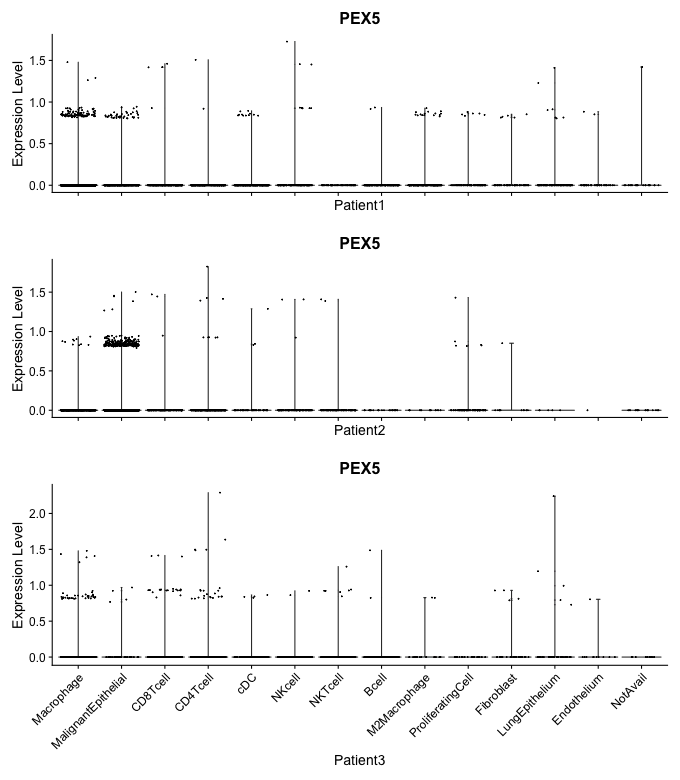 PEX5
Expression Level
1.5
1.0
0.5
0.0
Patient1
PEX5
Expression Level
1.5
1.0
0.5
0.0
Patient2
PEX5
Expression Level
2.0
1.5
1.0
0.5
0.0
Macrophage
MalignantEpithelial
CD8Tcell
CD4Tcell
cDC
NKcell
NKTcell
Bcell
M2Macrophage
ProliferatingCell
Fibroblast
LungEpithelium
Endothelium
NotAvail
Patient3